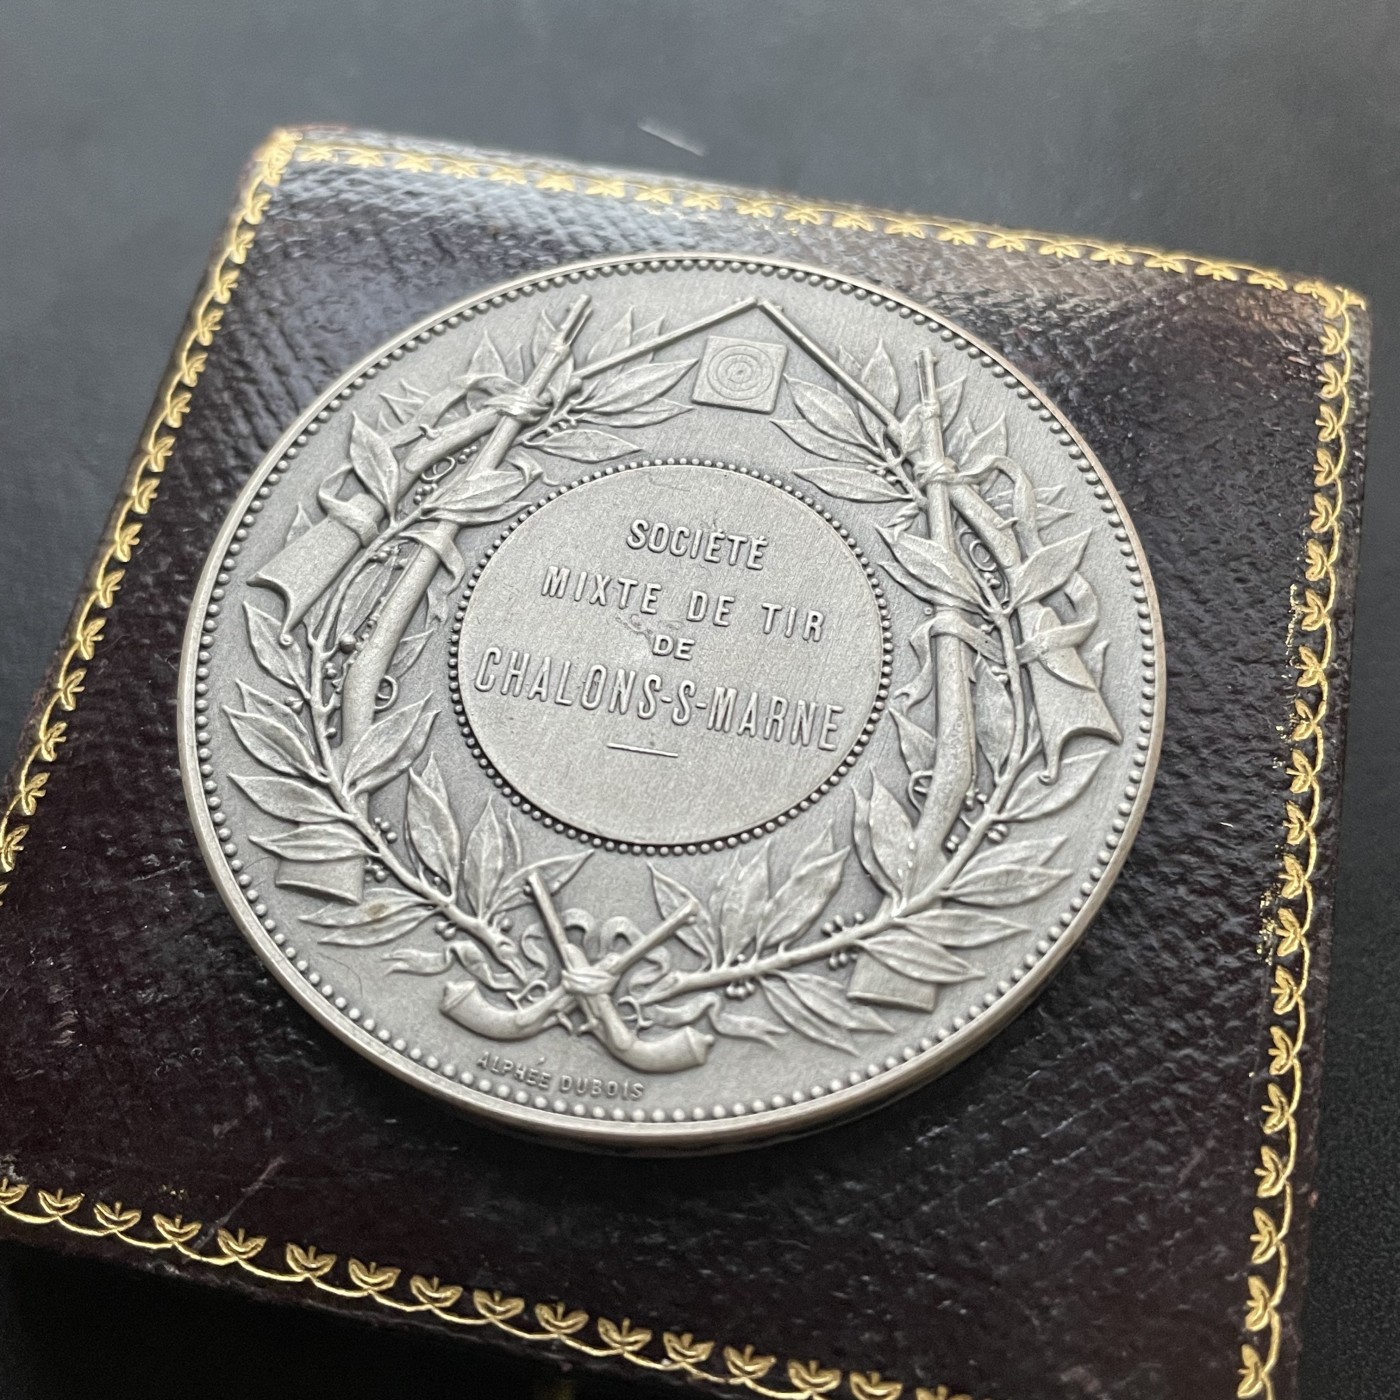 SOCIÉTÉ
MIXTE DE TIR
DE
CHALONS-S-MARNE
ALPHÉE DUBOIS